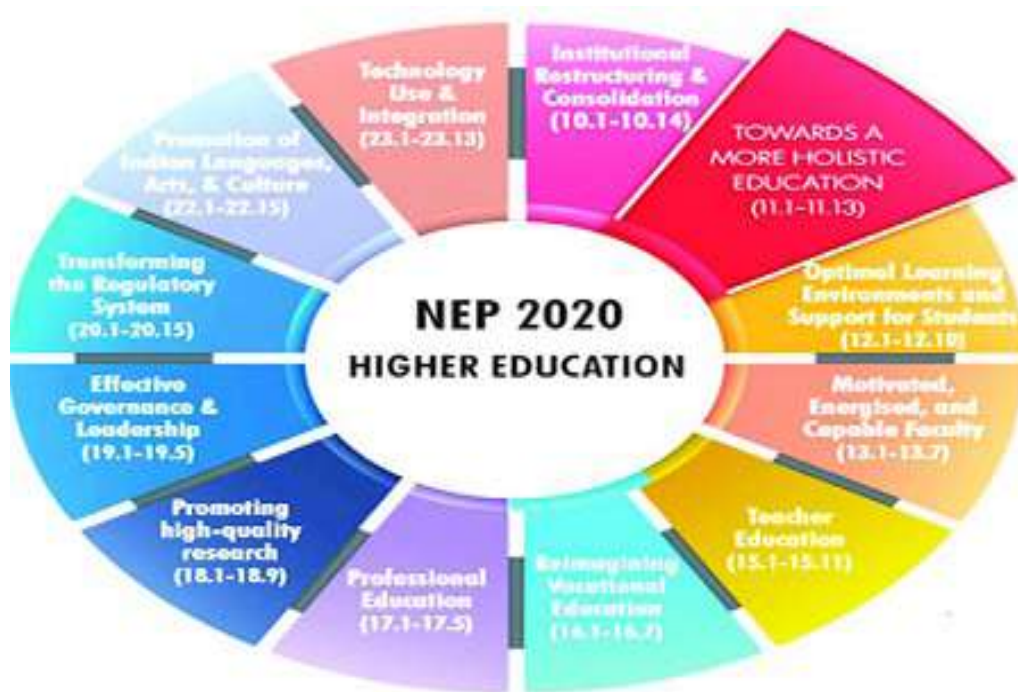 NEP 2020
HIGHER EDUCATION
Institutional
Restructuring &
Consolidation
(10.1-10.14)
TOWARDS A
MORE HOLISTIC
EDUCATION
(11.1-11.13)
Optimal Learning
Environments and
Support for Students
(12.1-12.10)
Motivated,
Energised, and
Capable Faculty
(13.1-13.7)
Teacher
Education
(15.1-15.11)
Reimagining
Vocational
Education
(16.1-16.7)
Professional
Education
(17.1-17.5)
Promoting
high-quality
research
(18.1-18.9)
Effective
Governance &
Leadership
(19.1-19.5)
Transforming
the Regulatory
System
(20.1-20.15)
Promotion of
Indian Languages,
Arts, & Culture
(22.1-22.15)
Technology
Use &
Integration
(23.1-23.13)